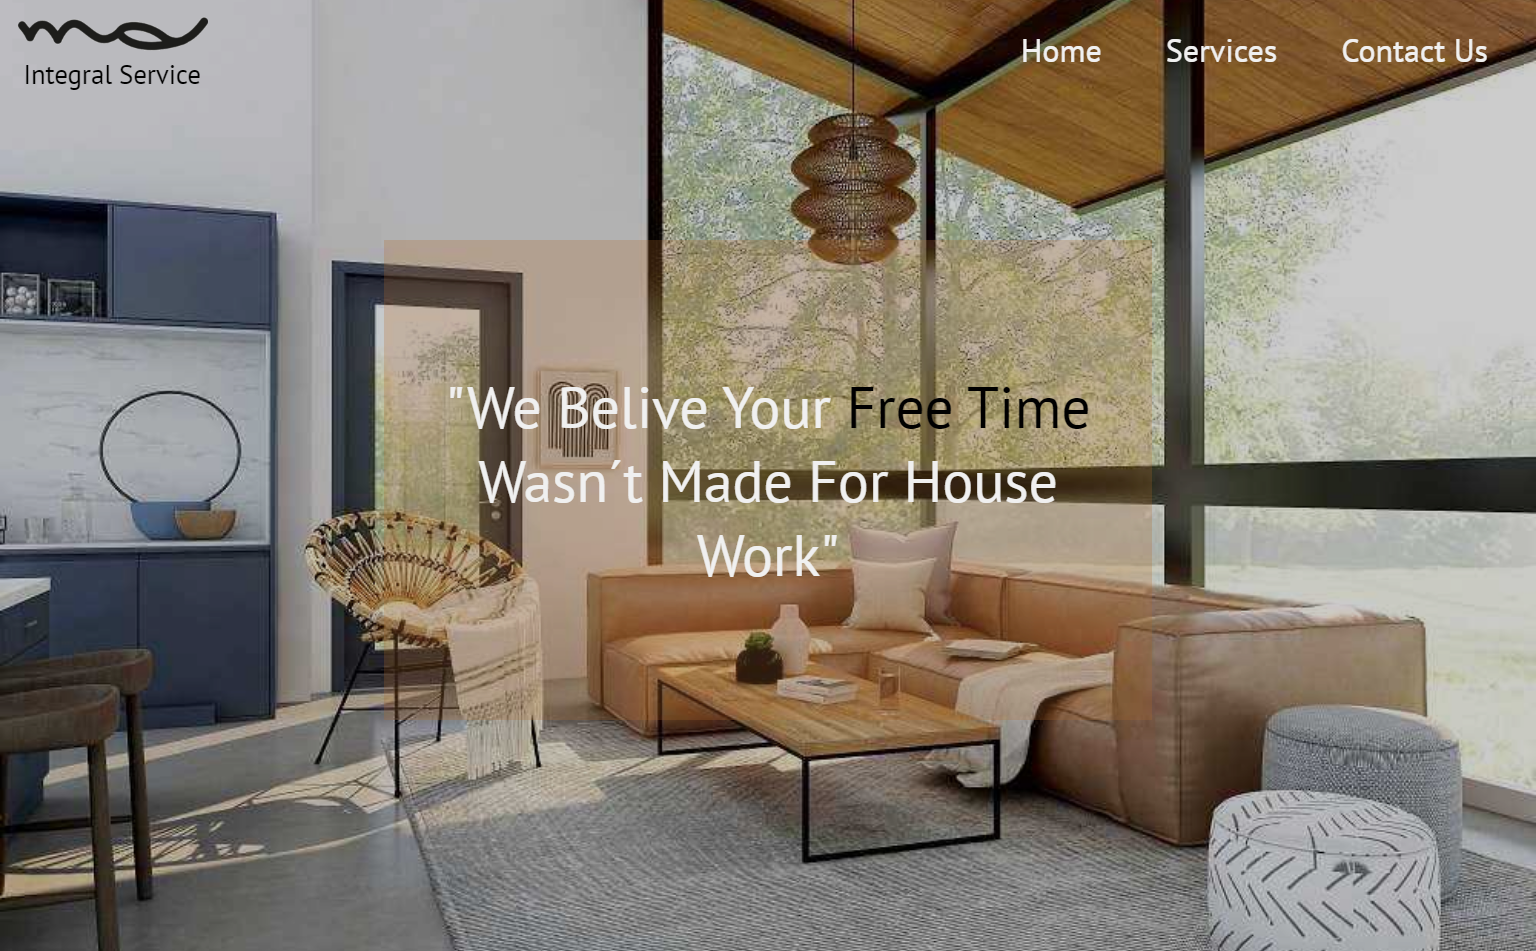 Integral Service
Home Services Contact Us
"We Belive Your Free Time
Wasn´t Made For House
Work"